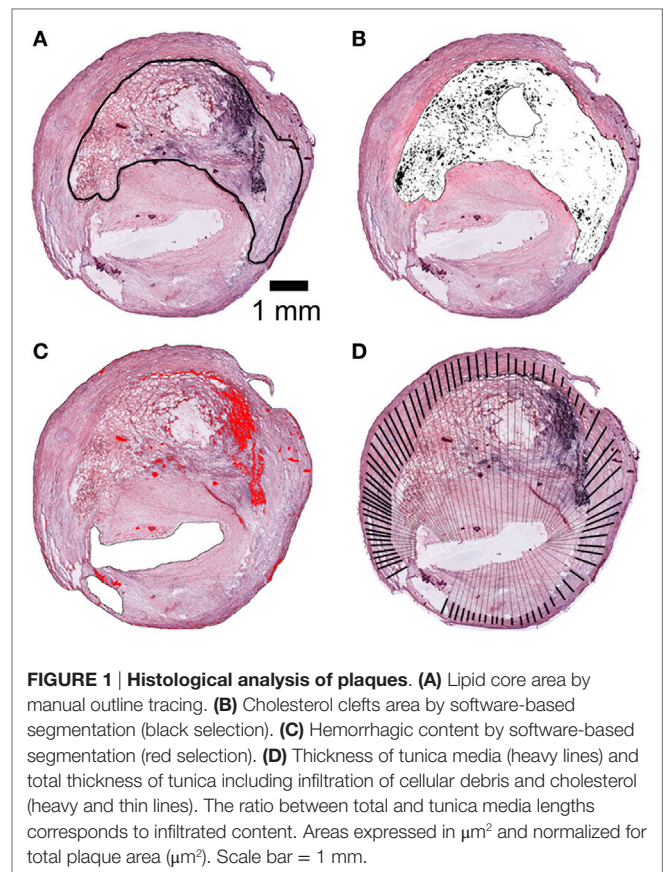 A
B
1 mm
C
D
FIGURE 1 | Histological analysis of plaques. (A) Lipid core area by
manual outline tracing. (B) Cholesterol clefts area by software-based
segmentation (black selection). (C) Hemorrhagic content by software-based
segmentation (red selection). (D) Thickness of tunica media (heavy lines) and
total thickness of tunica including infiltration of cellular debris and cholesterol
(heavy and thin lines). The ratio between total and tunica media lengths
corresponds to infiltrated content. Areas expressed in μm² and normalized for
total plaque area (μm²). Scale bar = 1 mm.